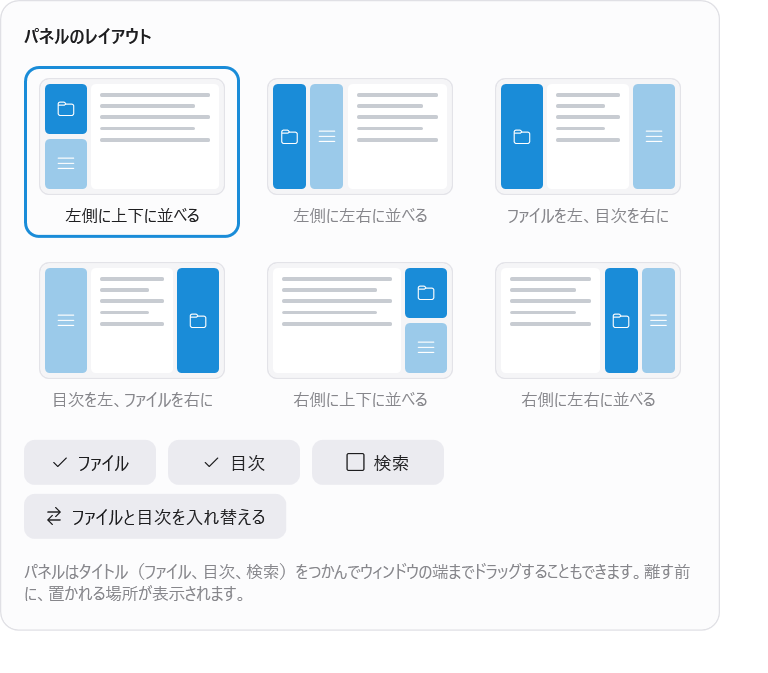 パネルのレイアウト
左側に上下に並べる
左側に左右に並べる
ファイルを左、目次を右に
目次を左、ファイルを右に
右側に上下に並べる
右側に左右に並べる
ファイル
目次
検索
ファイルと目次を入れ替える
パネルはタイトル（ファイル、目次、検索）をつかんでウィンドウの端までドラッグすることもできます。離す前
に、置かれる場所が表示されます。